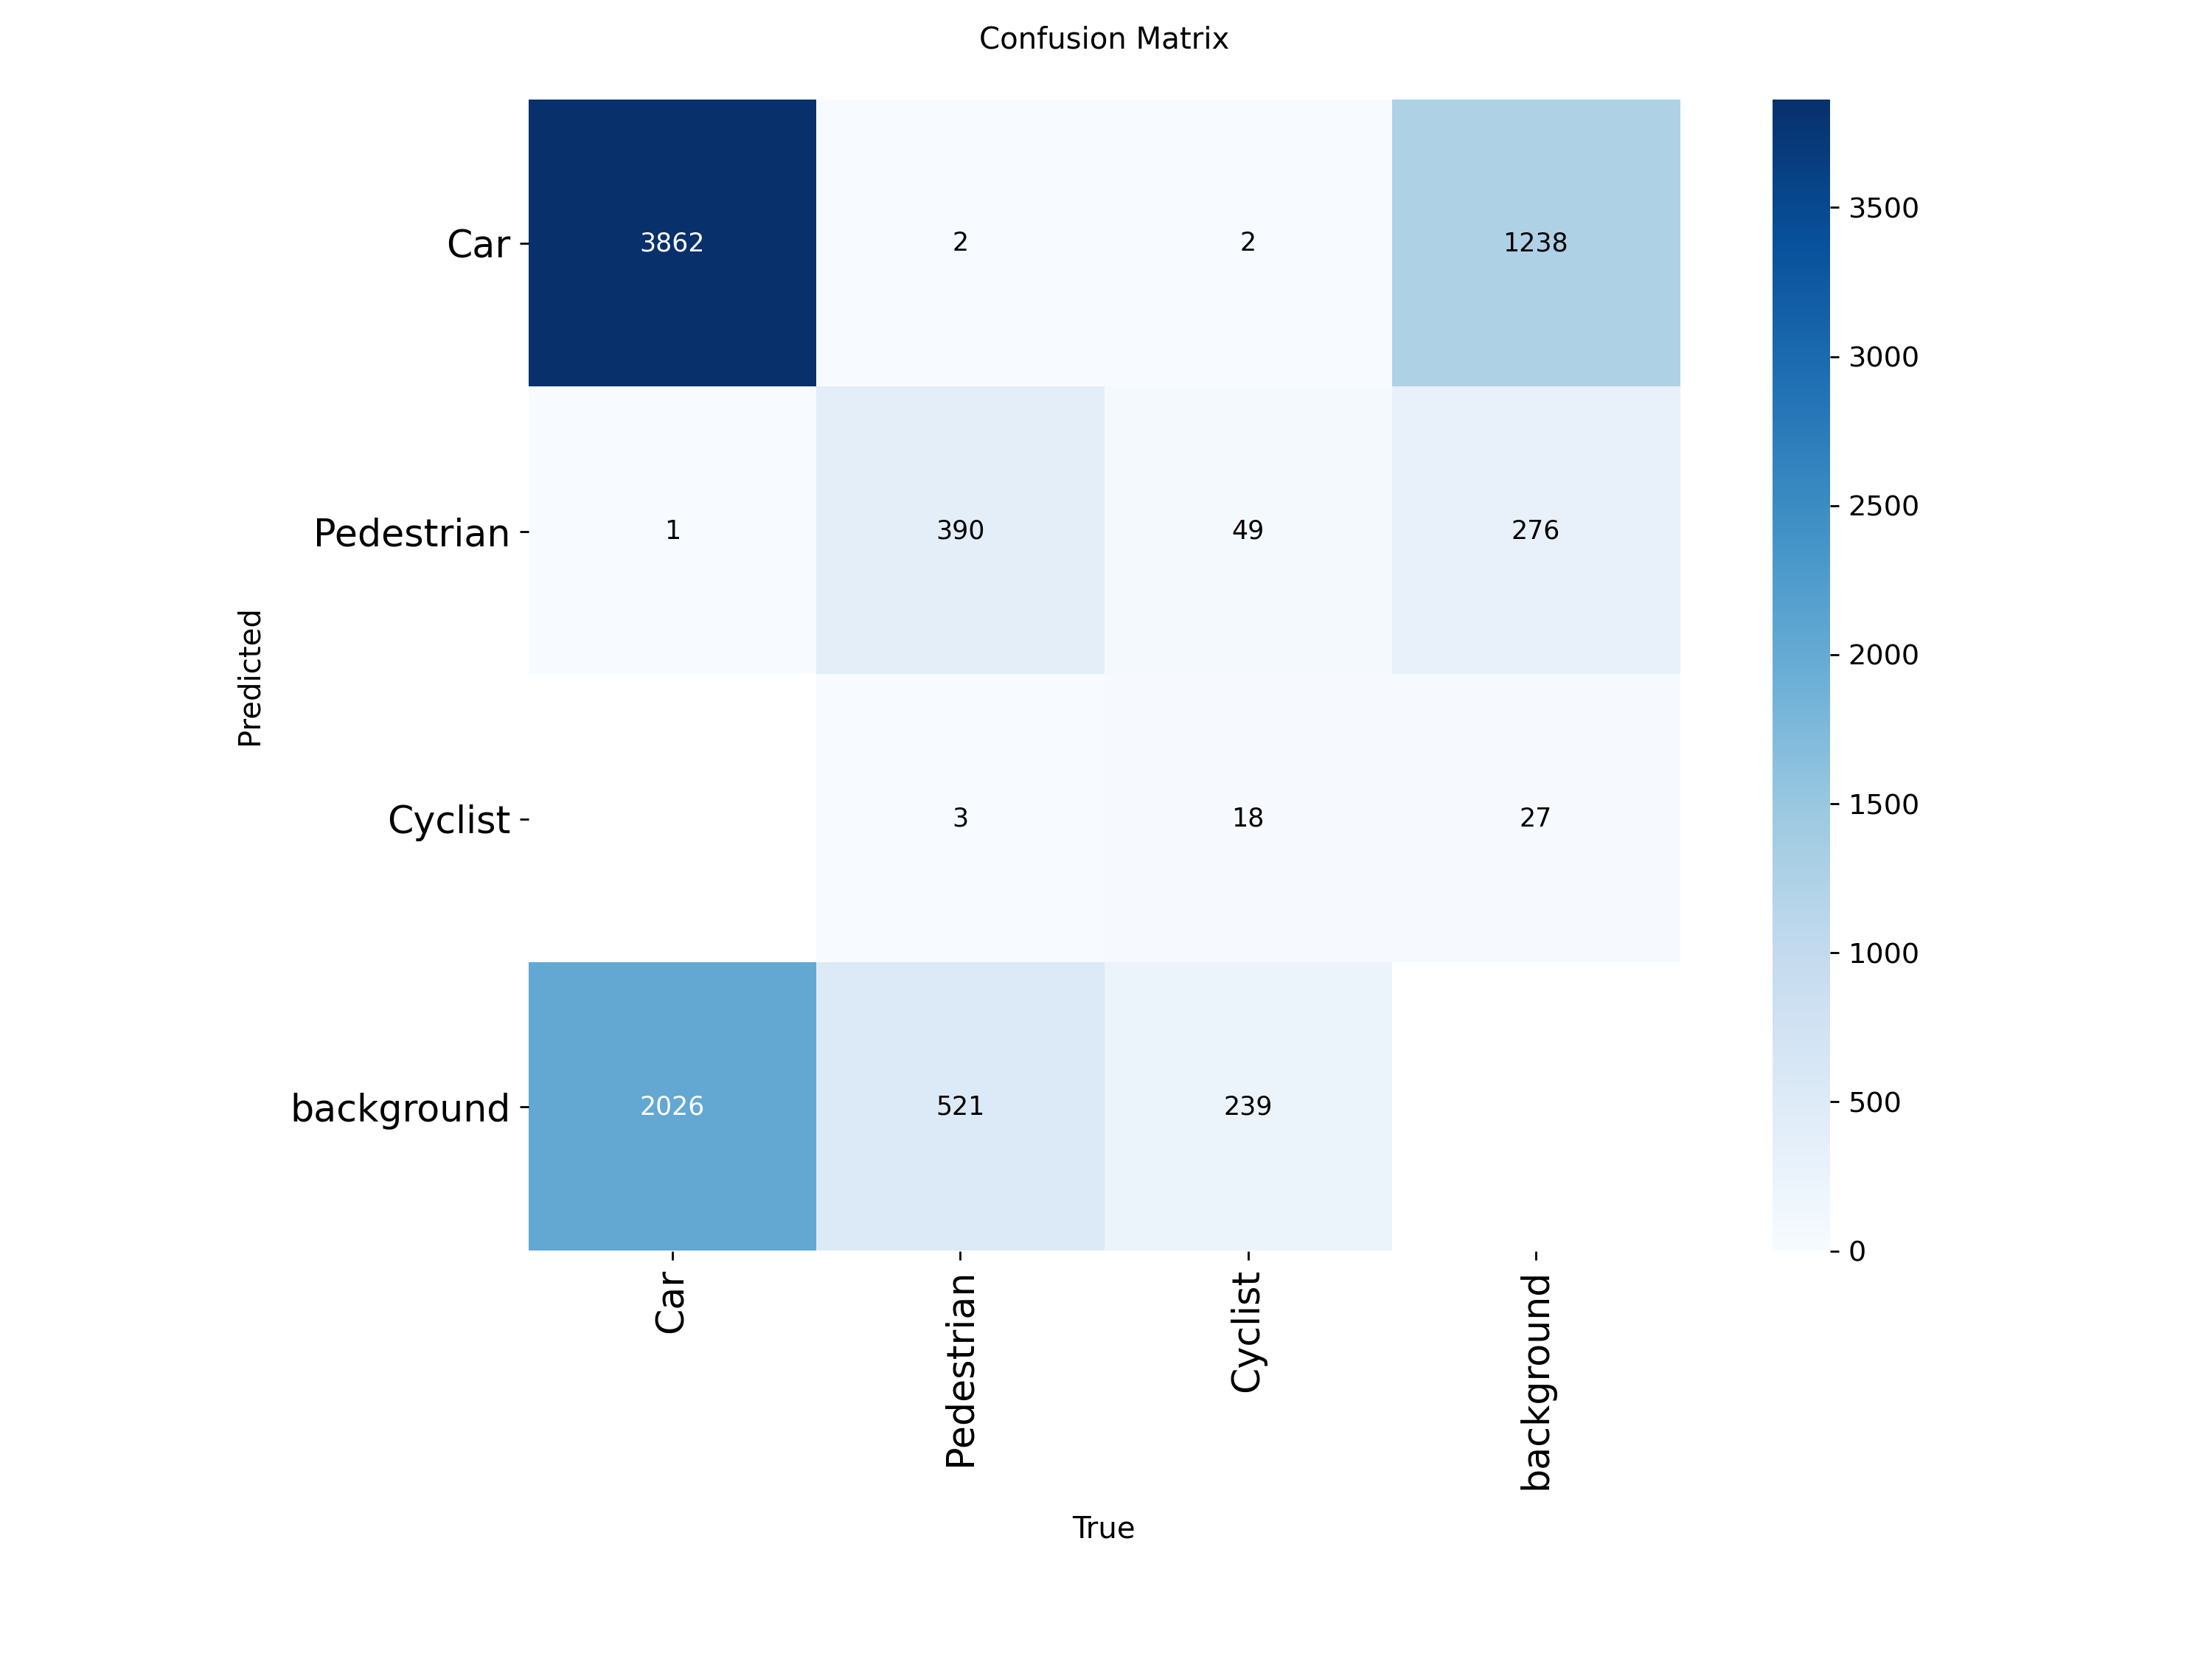 Confusion Matrix
Car
3862
2
2
1238
Pedestrian
1
390
49
276
Cyclist
3
18
27
background
2026
521
239
Predicted
Car
Pedestrian
Cyclist
background
True
3500
3000
2500
2000
1500
1000
500
0